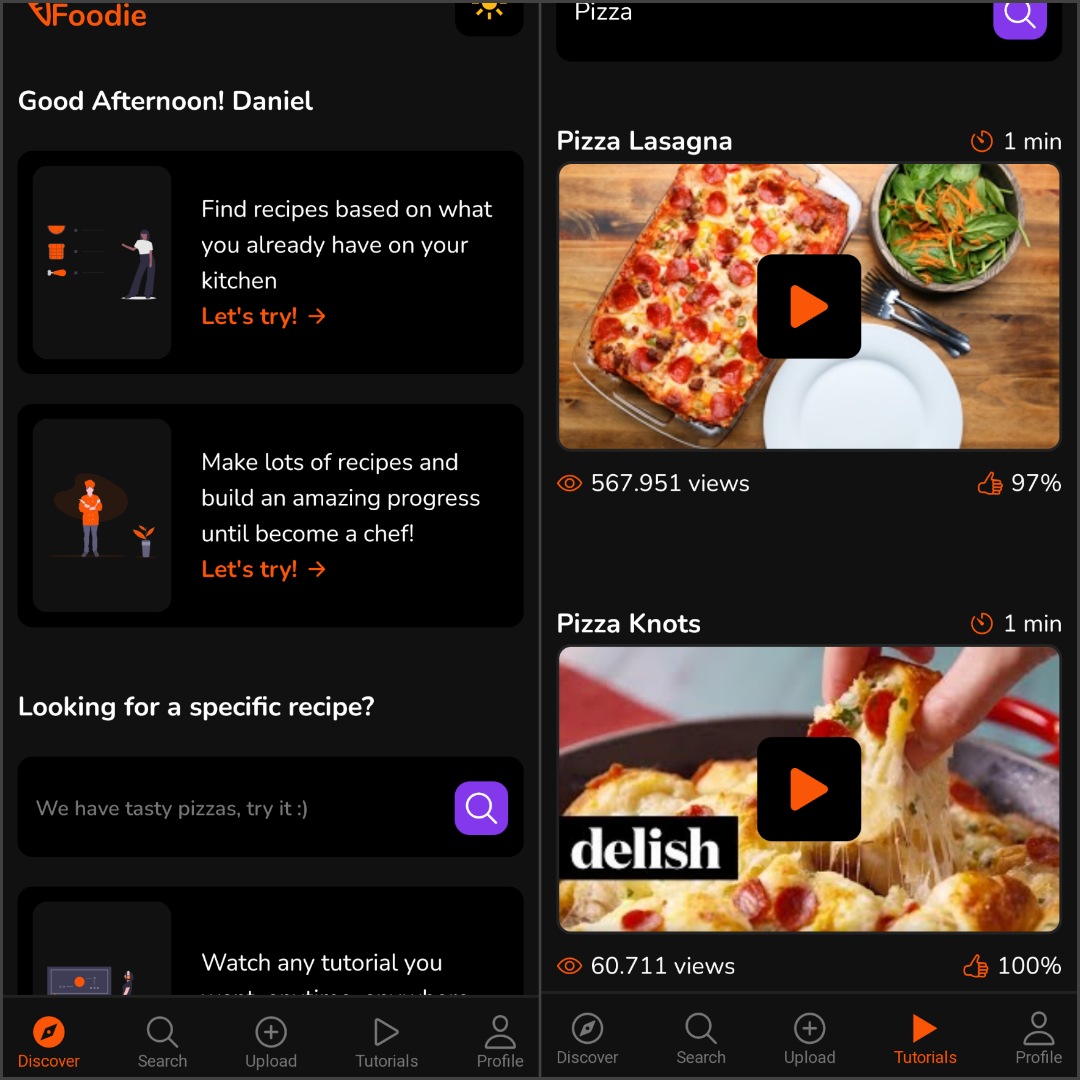 Foodie
Good Afternoon! Daniel
Find recipes based on what
you already have on your
kitchen
Let's try! →
Make lots of recipes and
build an amazing progress
until become a chef!
Let's try! →
Looking for a specific recipe?
We have tasty pizzas, try it :)
Watch any tutorial you
want, anytime, anywhere
Discover
Search
Upload
Tutorials
Profile
Pizza
Pizza Lasagna
1 min
567.951 views
97%
Pizza Knots
1 min
delish
60.711 views
100%
Discover
Search
Upload
Tutorials
Profile